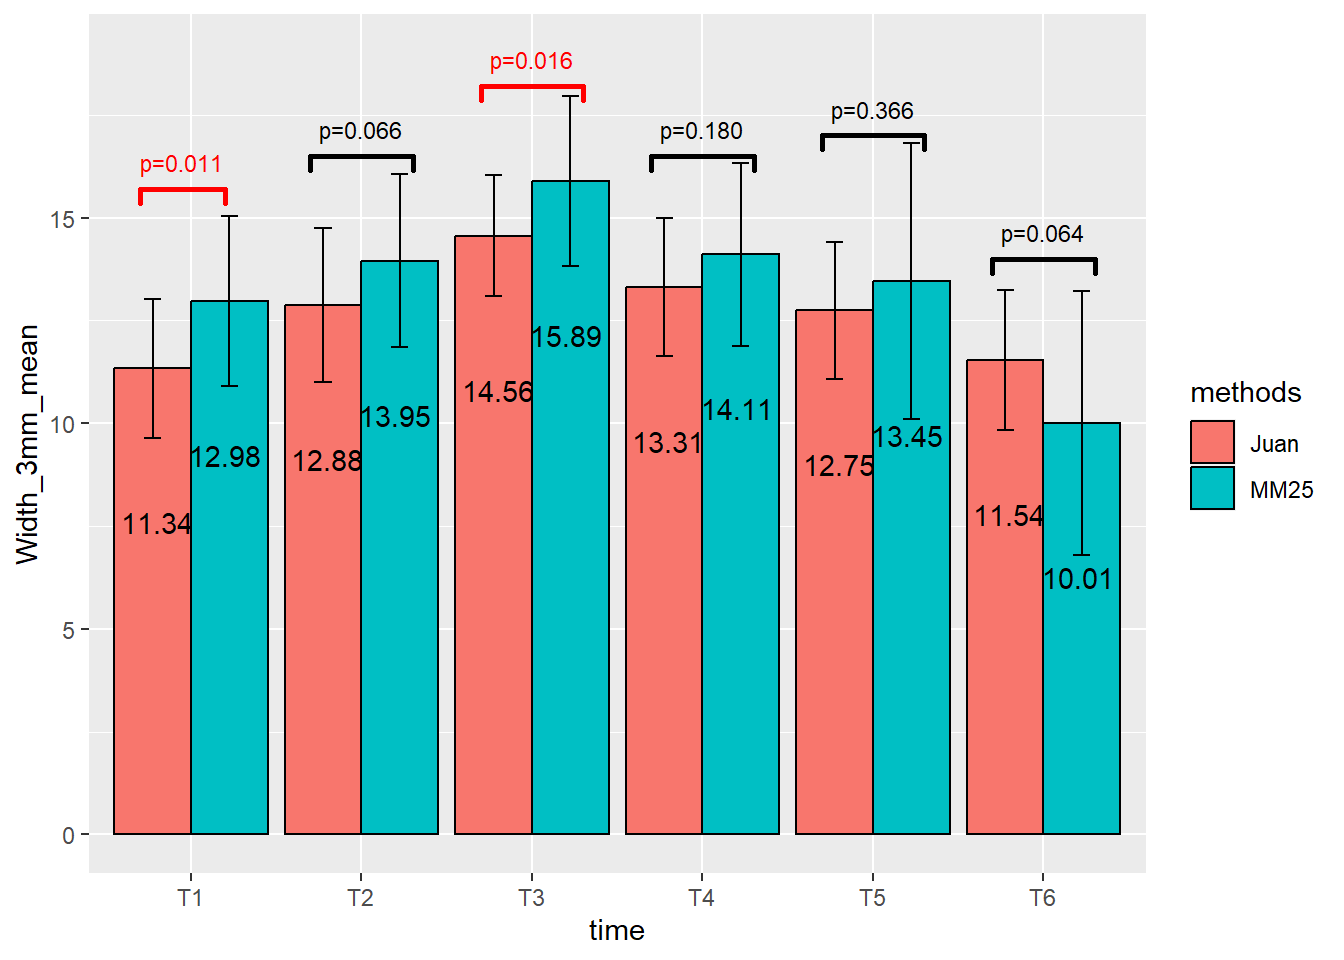 p=0.016
p=0.366
p=0.066
p=0.180
p=0.011
p=0.064
15
10
5
0
Width_3mm_mean
15.89
14.56
13.95
14.11
13.45
13.31
12.98
12.88
12.75
11.34
11.54
10.01
T1 T2 T3 T4 T5 T6
time
methods
Juan
MM25